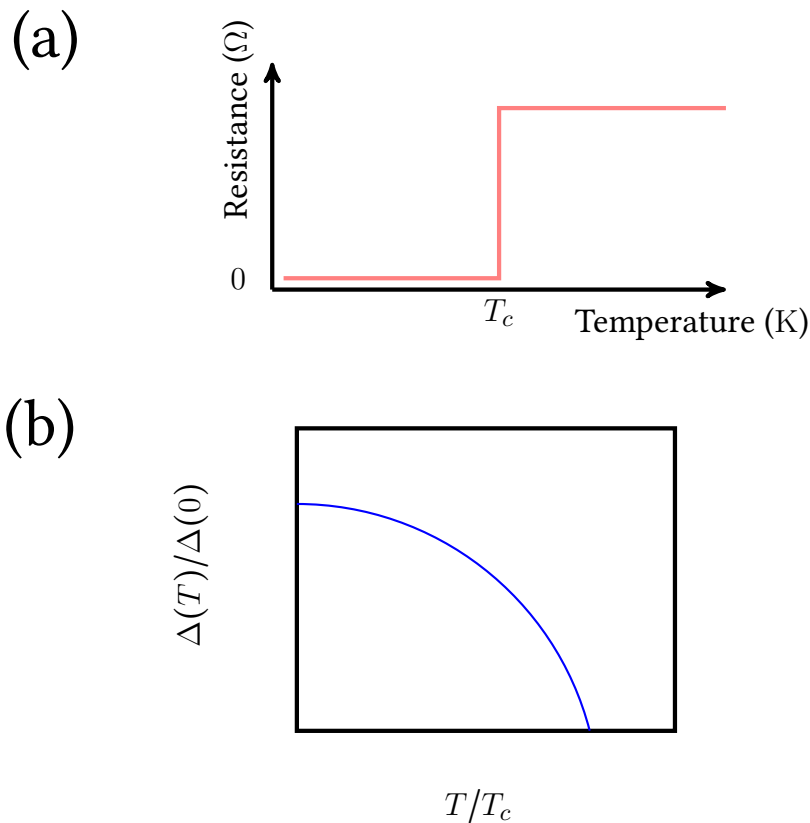 (a)
Resistance (Ω)
0
T_c
Temperature (K)
(b)
Δ(T)/Δ(0)
T/T_c